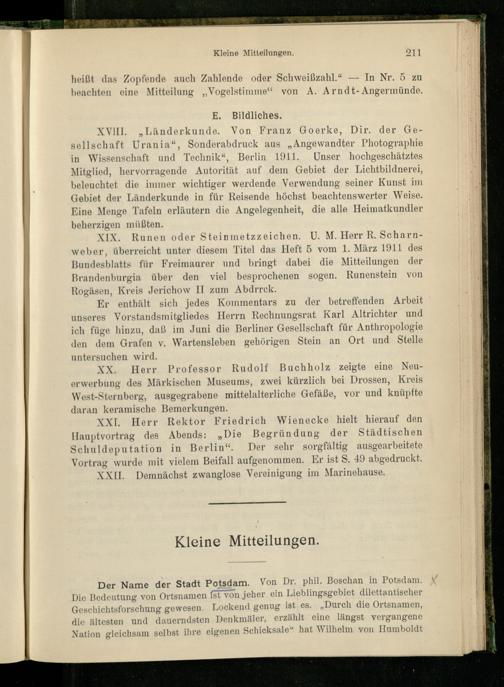 Kleine Mitteilungen. 211
heißt das Zopfende auch Zahlende oder Schweißzahl.“ — In Nr. 5 zu
beachten eine Mitteilung „Vogelstimme“ von A. Arndt-Angermünde.
E. Bildliches.
XVIII. „Länderkunde. Von Franz Goerke, Dir. der Ge-
sellschaft Urania“, Sonderabdruck aus „Angewandter Photographie
in Wissenschaft und Technik“, Berlin 1911. Unser hochgeschätztes
Mitglied, hervorragende Autorität auf dem Gebiet der Lichtbildnerei,
beleuchtet die immer wichtiger werdende Verwendung seiner Kunst im
Gebiet der Länderkunde in für Reisende höchst beachtenswerter Weise.
Eine Menge Tafeln erläutern die Angelegenheit, die alle Heimatkundler
beherzigen müßten.
XIX. Runen oder Steinmetzzeichen. U. M. Herr R. Scharn-
weber, überreicht unter diesem Titel das Heft 5 vom 1. März 1911 des
Bundesblatts für Freimaurer und bringt dabei die Mitteilungen der
Brandenburgia über den viel besprochenen sogen. Runenstein von
Rogäsen, Kreis Jerichow II zum Abdrrck.
Er enthält sich jedes Kommentars zu der betreffenden Arbeit
unseres Vorstandsmitgliedes Herrn Rechnungsrat Karl Altrichter und
ich füge hinzu, daß im Juni die Berliner Gesellschaft für Anthropologie
den dem Grafen v. Wartensleben gehörigen Stein an Ort und Stelle
untersuchen wird.
XX. Herr Professor Rudolf Buchholz zeigte eine Neu-
erwerbung des Märkischen Museums, zwei kürzlich bei Drossen, Kreis
West-Sternberg, ausgegrabene mittelalterliche Gefäße, vor und knüpfte
daran keramische Bemerkungen.
XXI. Herr Rektor Friedrich Wienecke hielt hierauf den
Hauptvortrag des Abends: „Die Begründung der Städtischen
Schuldeputation in Berlin“. Der sehr sorgfältig ausgearbeitete
Vortrag wurde mit vielem Beifall aufgenommen. Er ist S. 49 abgedruckt.
XXII. Demnächst zwanglose Vereinigung im Marinehause.
Kleine Mitteilungen.
Der Name der Stadt Potsdam. Von Dr. phil. Boschan in Potsdam.
Die Bedeutung von Ortsnamen ist von jeher ein Lieblingsgebiet dilettantischer
Geschichtsforschung gewesen. Lockend genug ist es. „Durch die Ortsnamen,
die ältesten und dauerndsten Denkmäler, erzählt eine längst vergangene
Nation gleichsam selbst ihre eigenen Schicksale“ hat Wilhelm von Humboldt